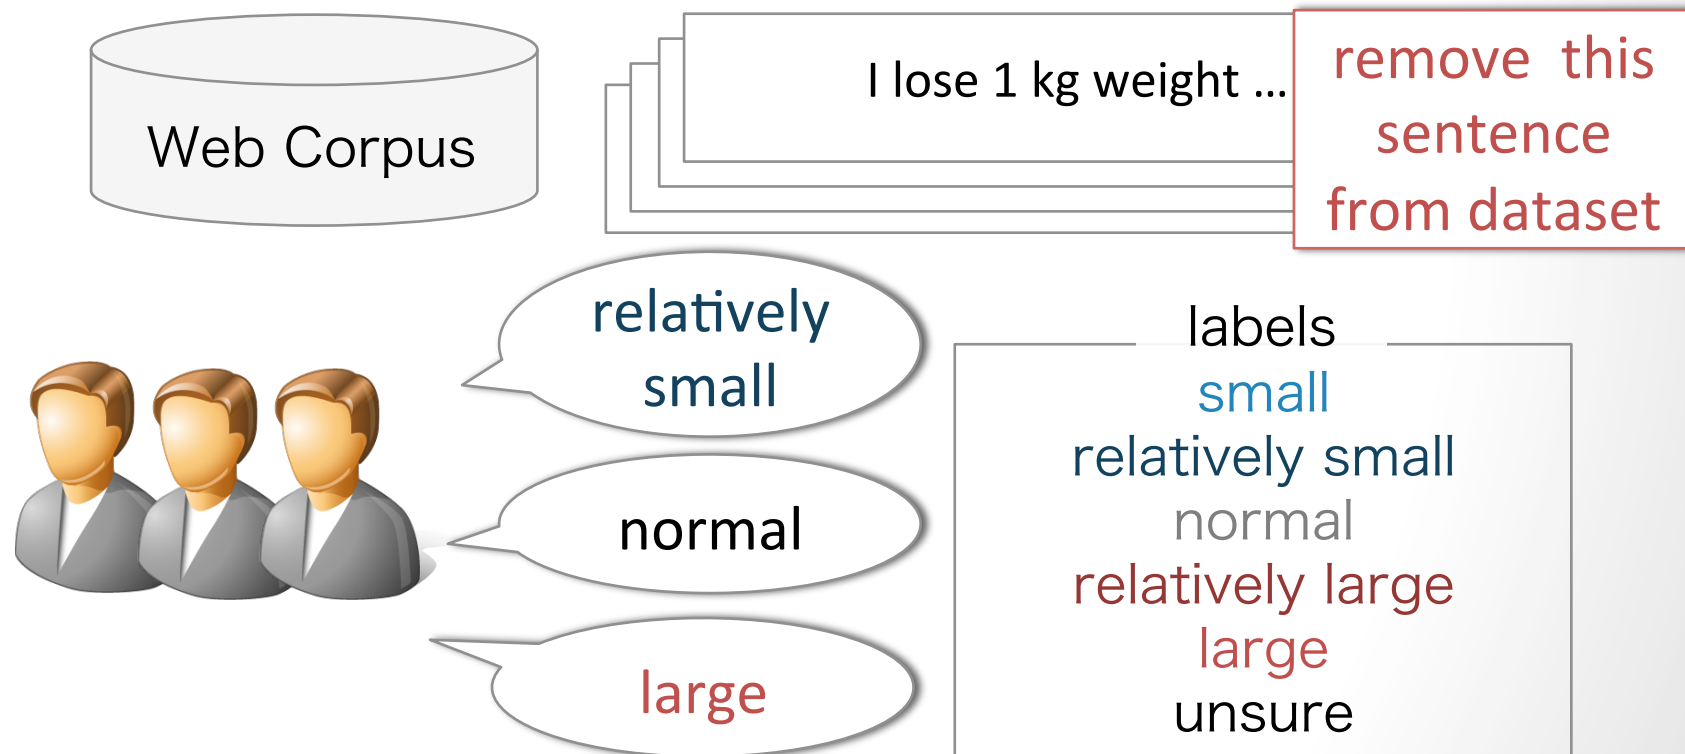 Web Corpus
I lose 1 kg weight ...
remove this
sentence
from dataset
relatively
small
normal
large
labels
small
relatively small
normal
relatively large
large
unsure